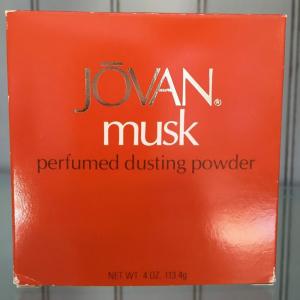 JŌVAN®
musk
perfumed dusting powder
NET WT. 4 OZ. 113.4g